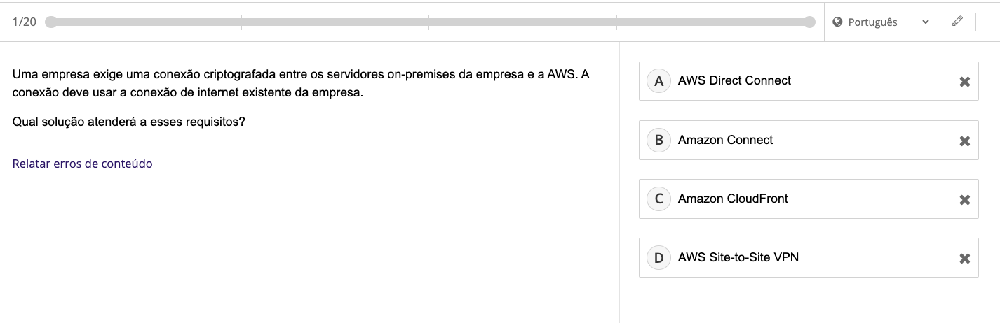 1/20
Português
Uma empresa exige uma conexão criptografada entre os servidores on-premises da empresa e a AWS. A
conexão deve usar a conexão de internet existente da empresa.
Qual solução atenderá a esses requisitos?
Relatar erros de conteúdo
A AWS Direct Connect
B Amazon Connect
C Amazon CloudFront
D AWS Site-to-Site VPN